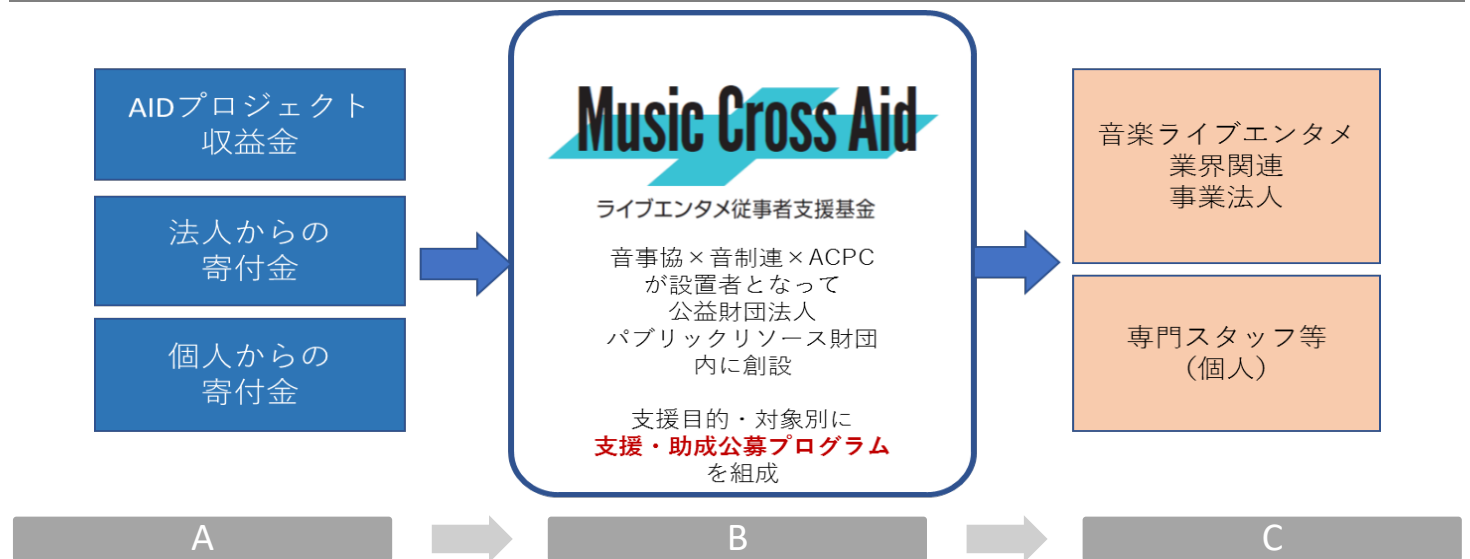 AIDプロジェクト
収益金
法人からの
寄付金
個人からの
寄付金
Music Cross Aid
ライブエンタメ従事者支援基金
音事協×音制連×ACPC
が設置者となって
公益財団法人
パブリックリソース財団
内に創設
支援目的・対象別に
支援・助成公募プログラム
を組成
音楽ライブエンタメ
業界関連
事業法人
専門スタッフ等
(個人)
A
B
C